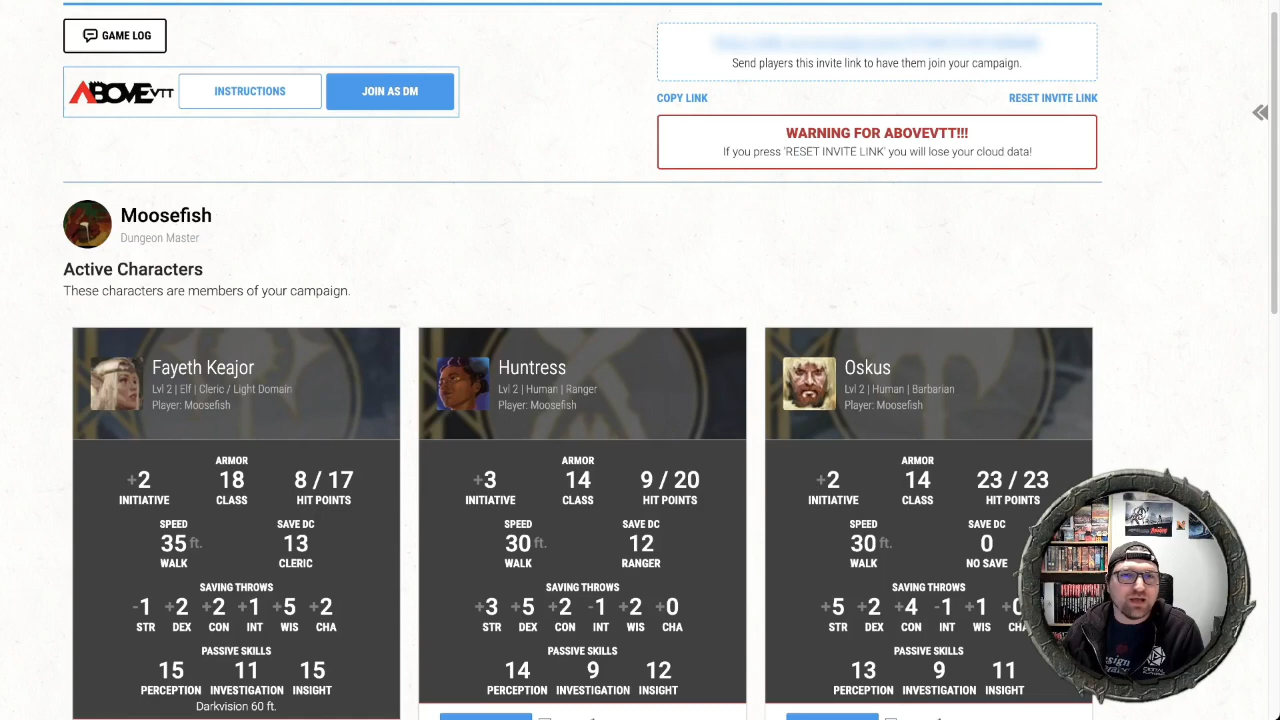 GAME LOG
ABOVE VTT
INSTRUCTIONS
JOIN AS DM
Send players this invite link to have them join your campaign.
COPY LINK
RESET INVITE LINK
WARNING FOR ABOVEVTT!!!
If you press 'RESET INVITE LINK' you will lose your cloud data!
Moosefish
Dungeon Master
Active Characters
These characters are members of your campaign.
Fayeth Keajor
Lvl 2 | Elf | Cleric / Light Domain
Player: Moosefish
+2
INITIATIVE
ARMOR
18
CLASS
8 / 17
HIT POINTS
SPEED
35 ft.
WALK
SAVE DC
13
CLERIC
SAVING THROWS
-1 +2 +2 +1 +5 +2
STR DEX CON INT WIS CHA
PASSIVE SKILLS
15 11 15
PERCEPTION INVESTIGATION INSIGHT
Darkvision 60 ft.
Huntress
Lvl 2 | Human | Ranger
Player: Moosefish
+3
INITIATIVE
ARMOR
14
CLASS
9 / 20
HIT POINTS
SPEED
30 ft.
WALK
SAVE DC
12
RANGER
SAVING THROWS
+3 +5 +2 -1 +2 +0
STR DEX CON INT WIS CHA
PASSIVE SKILLS
14 9 12
PERCEPTION INVESTIGATION INSIGHT
Oskus
Lvl 2 | Human | Barbarian
Player: Moosefish
+2
INITIATIVE
ARMOR
14
CLASS
23 / 23
HIT POINTS
SPEED
30 ft.
WALK
SAVE DC
0
NO SAVE
SAVING THROWS
+5 +2 +4 -1 +1
STR DEX CON INT WIS
PASSIVE SKILLS
13 9 11
PERCEPTION INVESTIGATION INSIGHT